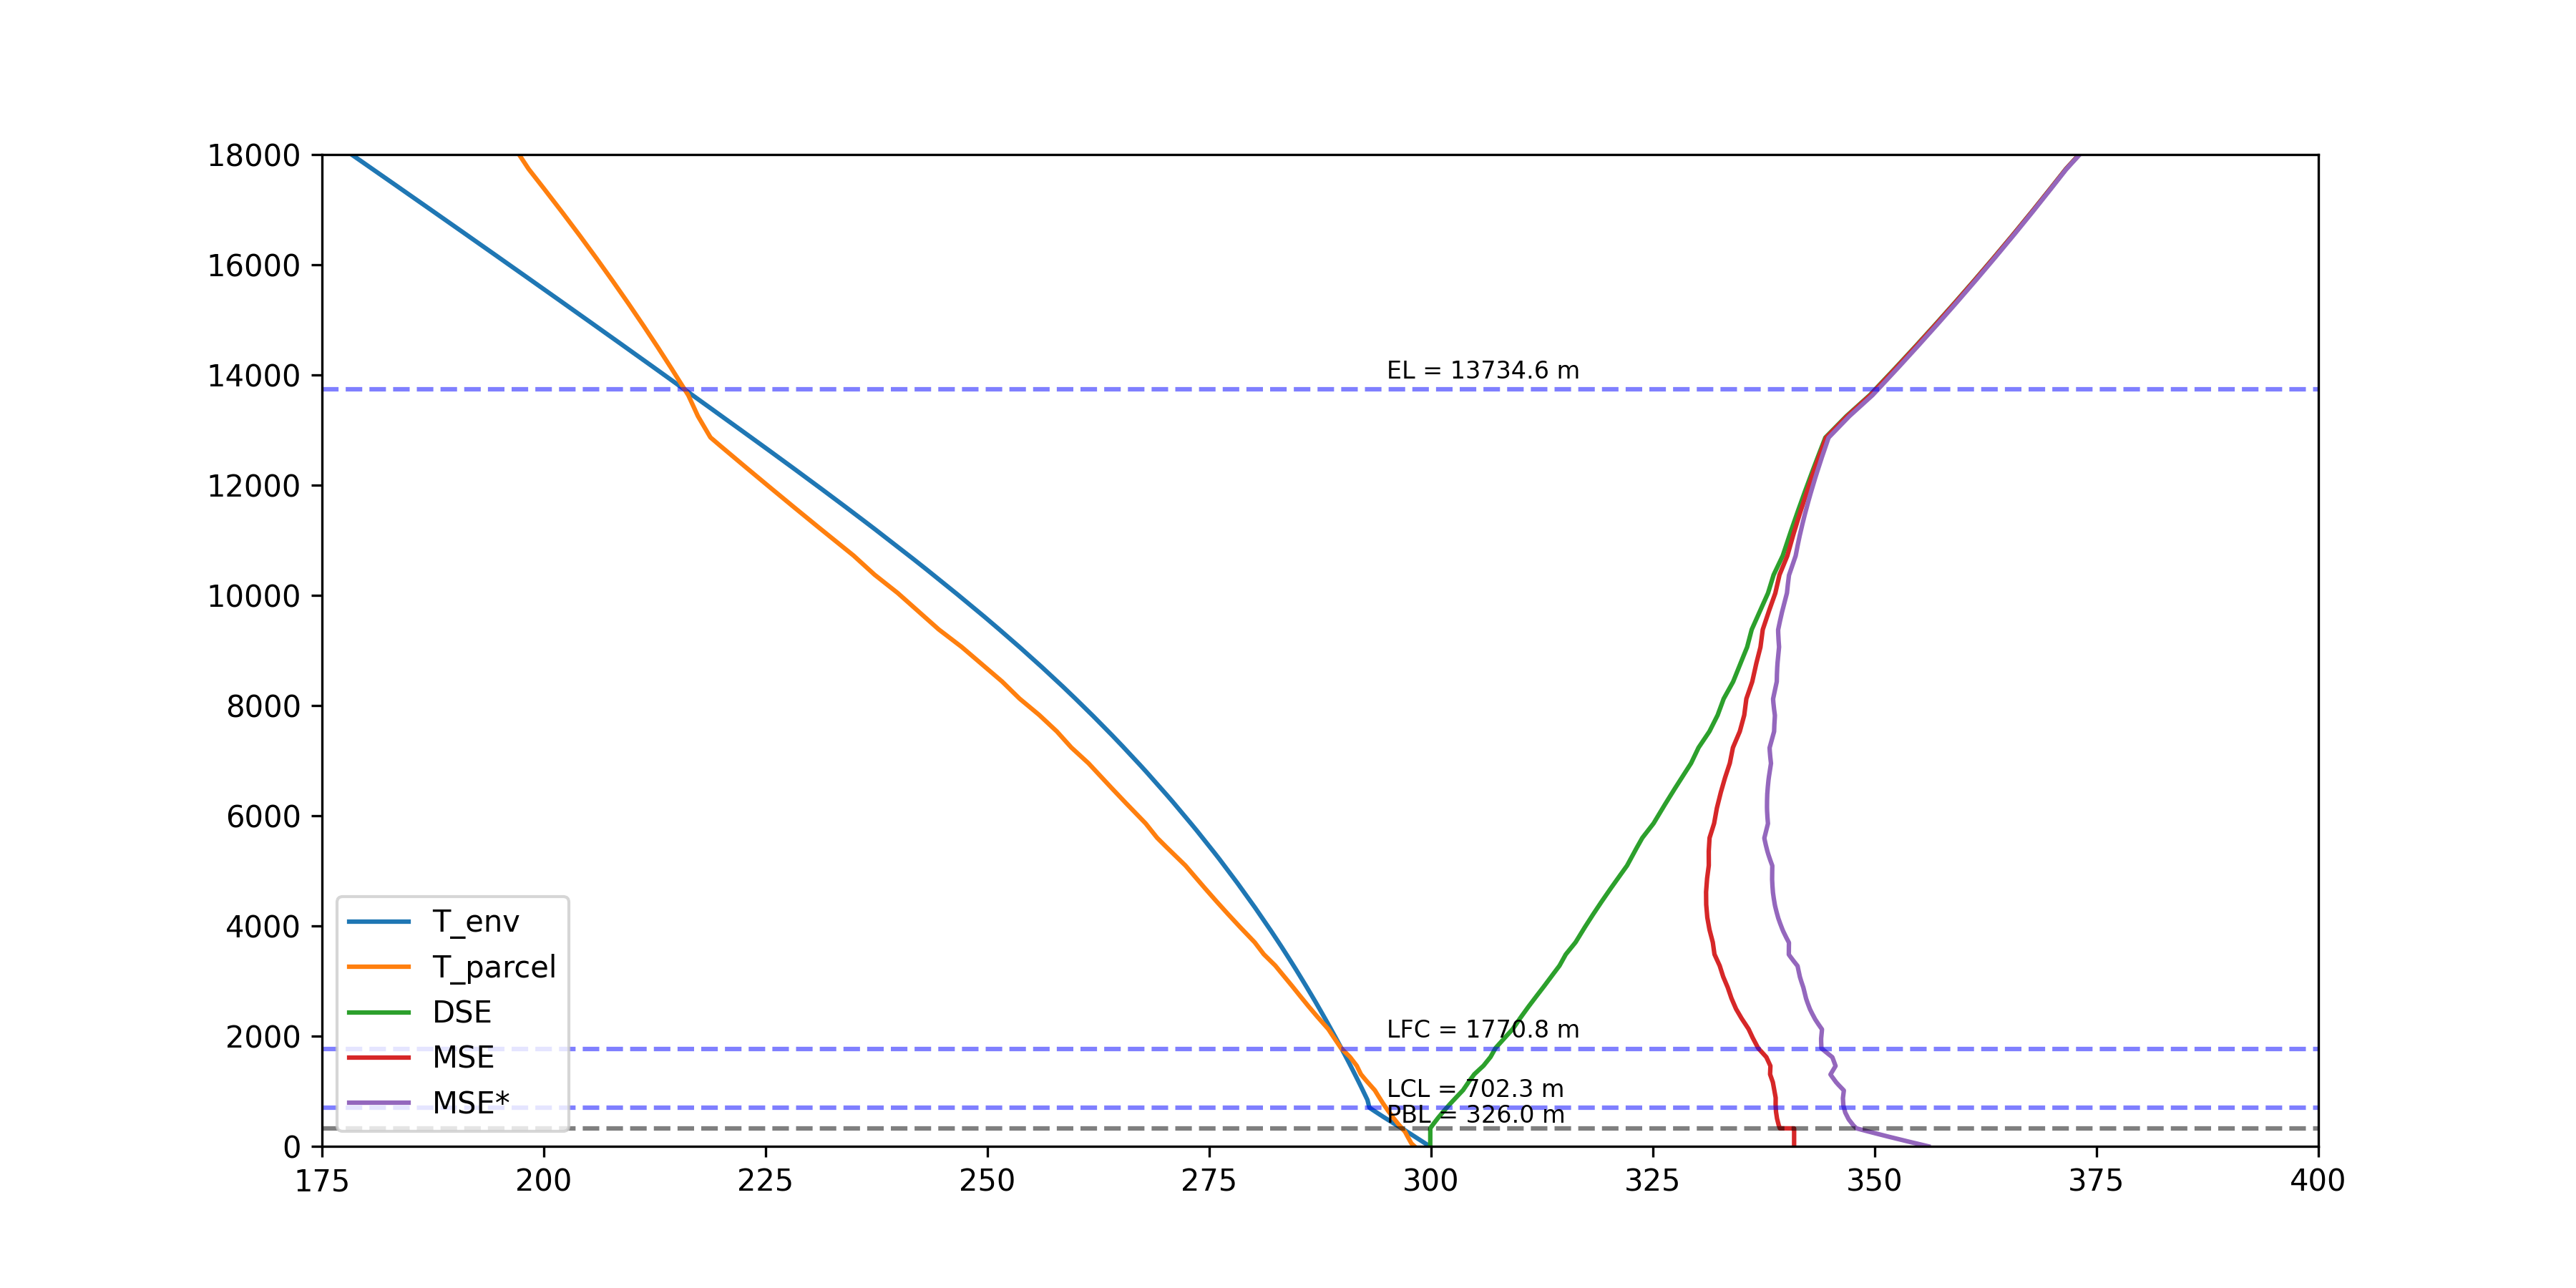 18000
16000
14000
12000
10000
8000
6000
4000
2000
0
EL = 13734.6 m
LFC = 1770.8 m
LCL = 702.3 m
PBL = 326.0 m
T_env
T_parcel
DSE
MSE
MSE*
175 200 225 250 275 300 325 350 375 400